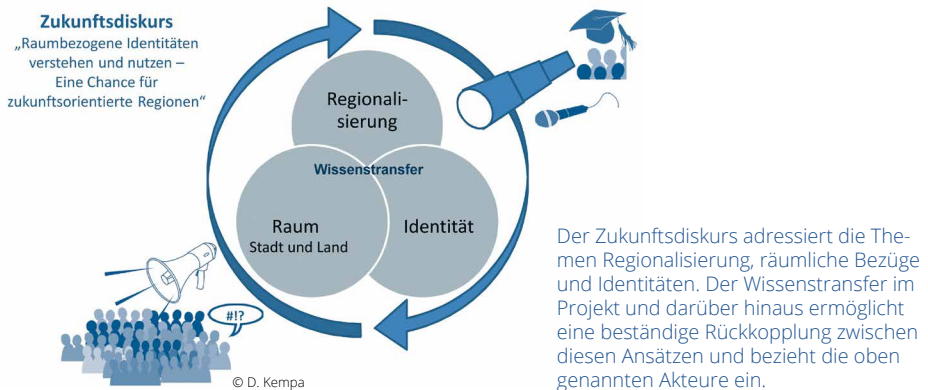 Zukunftsdiskurs
„Raumbezogene Identitäten
verstehen und nutzen –
Eine Chance für
zukunftsorientierte Regionen“
Regionali-
sierung
Wissenstransfer
Raum
Stadt und Land
Identität
#!?
© D. Kempa
Der Zukunftsdiskurs adressiert die The-
men Regionalisierung, räumliche Bezüge
und Identitäten. Der Wissenstransfer im
Projekt und darüber hinaus ermöglicht
eine beständige Rückkopplung zwischen
diesen Ansätzen und bezieht die oben
genannten Akteure ein.